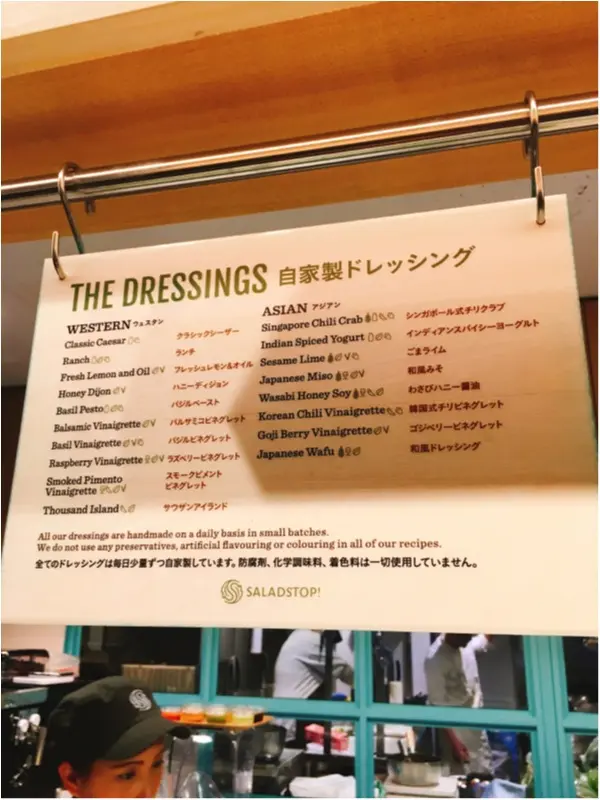 THE DRESSINGS 自家製ドレッシング
WESTERN ウェスタン
Classic Caesar クラシックシーザー
Ranch ランチ
Fresh Lemon and Oil フレッシュレモン&オイル
Honey Dijon ハニーディジョン
Basil Pesto バジルペースト
Balsamic Vinaigrette バルサミコビネグレット
Basil Vinaigrette バジルビネグレット
Raspberry Vinaigrette ラズベリービネグレット
Smoked Pimento スモークピメント
Vinaigrette ビネグレット
Thousand Island サウザンアイランド
ASIAN アジアン
Singapore Chili Crab シンガポール式チリクラブ
Indian Spiced Yogurt インディアンスパイシーヨーグルト
Sesame Lime ごまライム
Japanese Miso 和風みそ
Wasabi Honey Soy わさびハニー醤油
Korean Chili Vinaigrette 韓国式チリビネグレット
Goji Berry Vinaigrette ゴジベリービネグレット
Japanese Wafu 和風ドレッシング
All our dressings are handmade on a daily basis in small batches.
We do not use any preservatives, artificial flavouring or colouring in all of our recipes.
全てのドレッシングは毎日少量ずつ自家製しています。防腐剤、化学調味料、着色料は一切使用していません。
SALADSTOP!